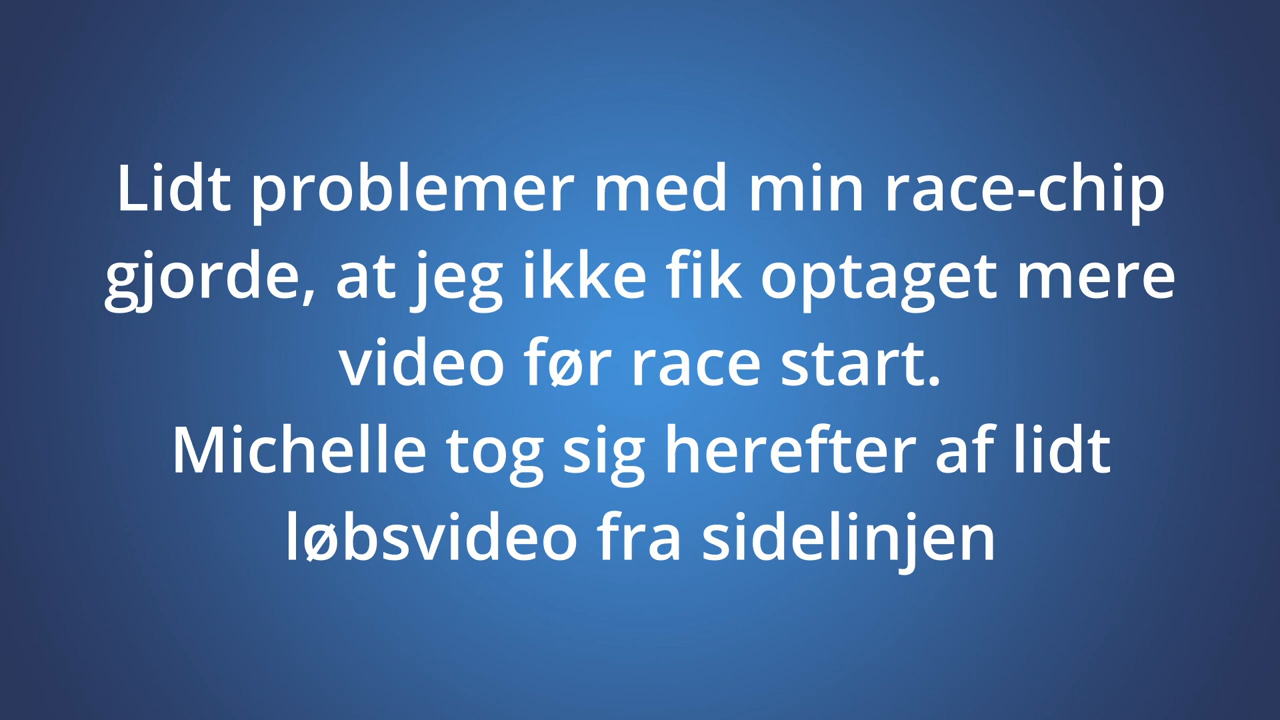 Lidt problemer med min race-chip
gjorde, at jeg ikke fik optaget mere
video før race start.
Michelle tog sig herefter af lidt
løbsvideo fra sidelinjen